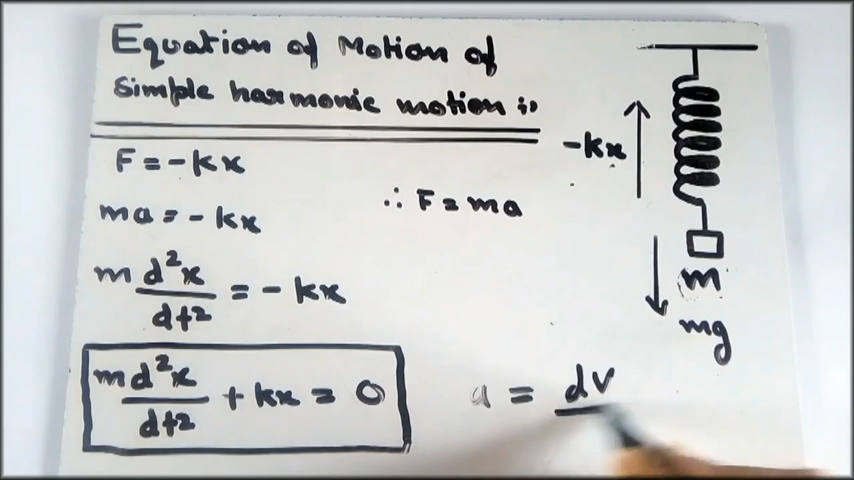 Equation of Motion of
Simple harmonic motion :-
F = -kx
ma = -kx
∴ F = ma
m d²x/dt² = -kx
m d²x/dt² + kx = 0
a = dv
-kx
m
mg